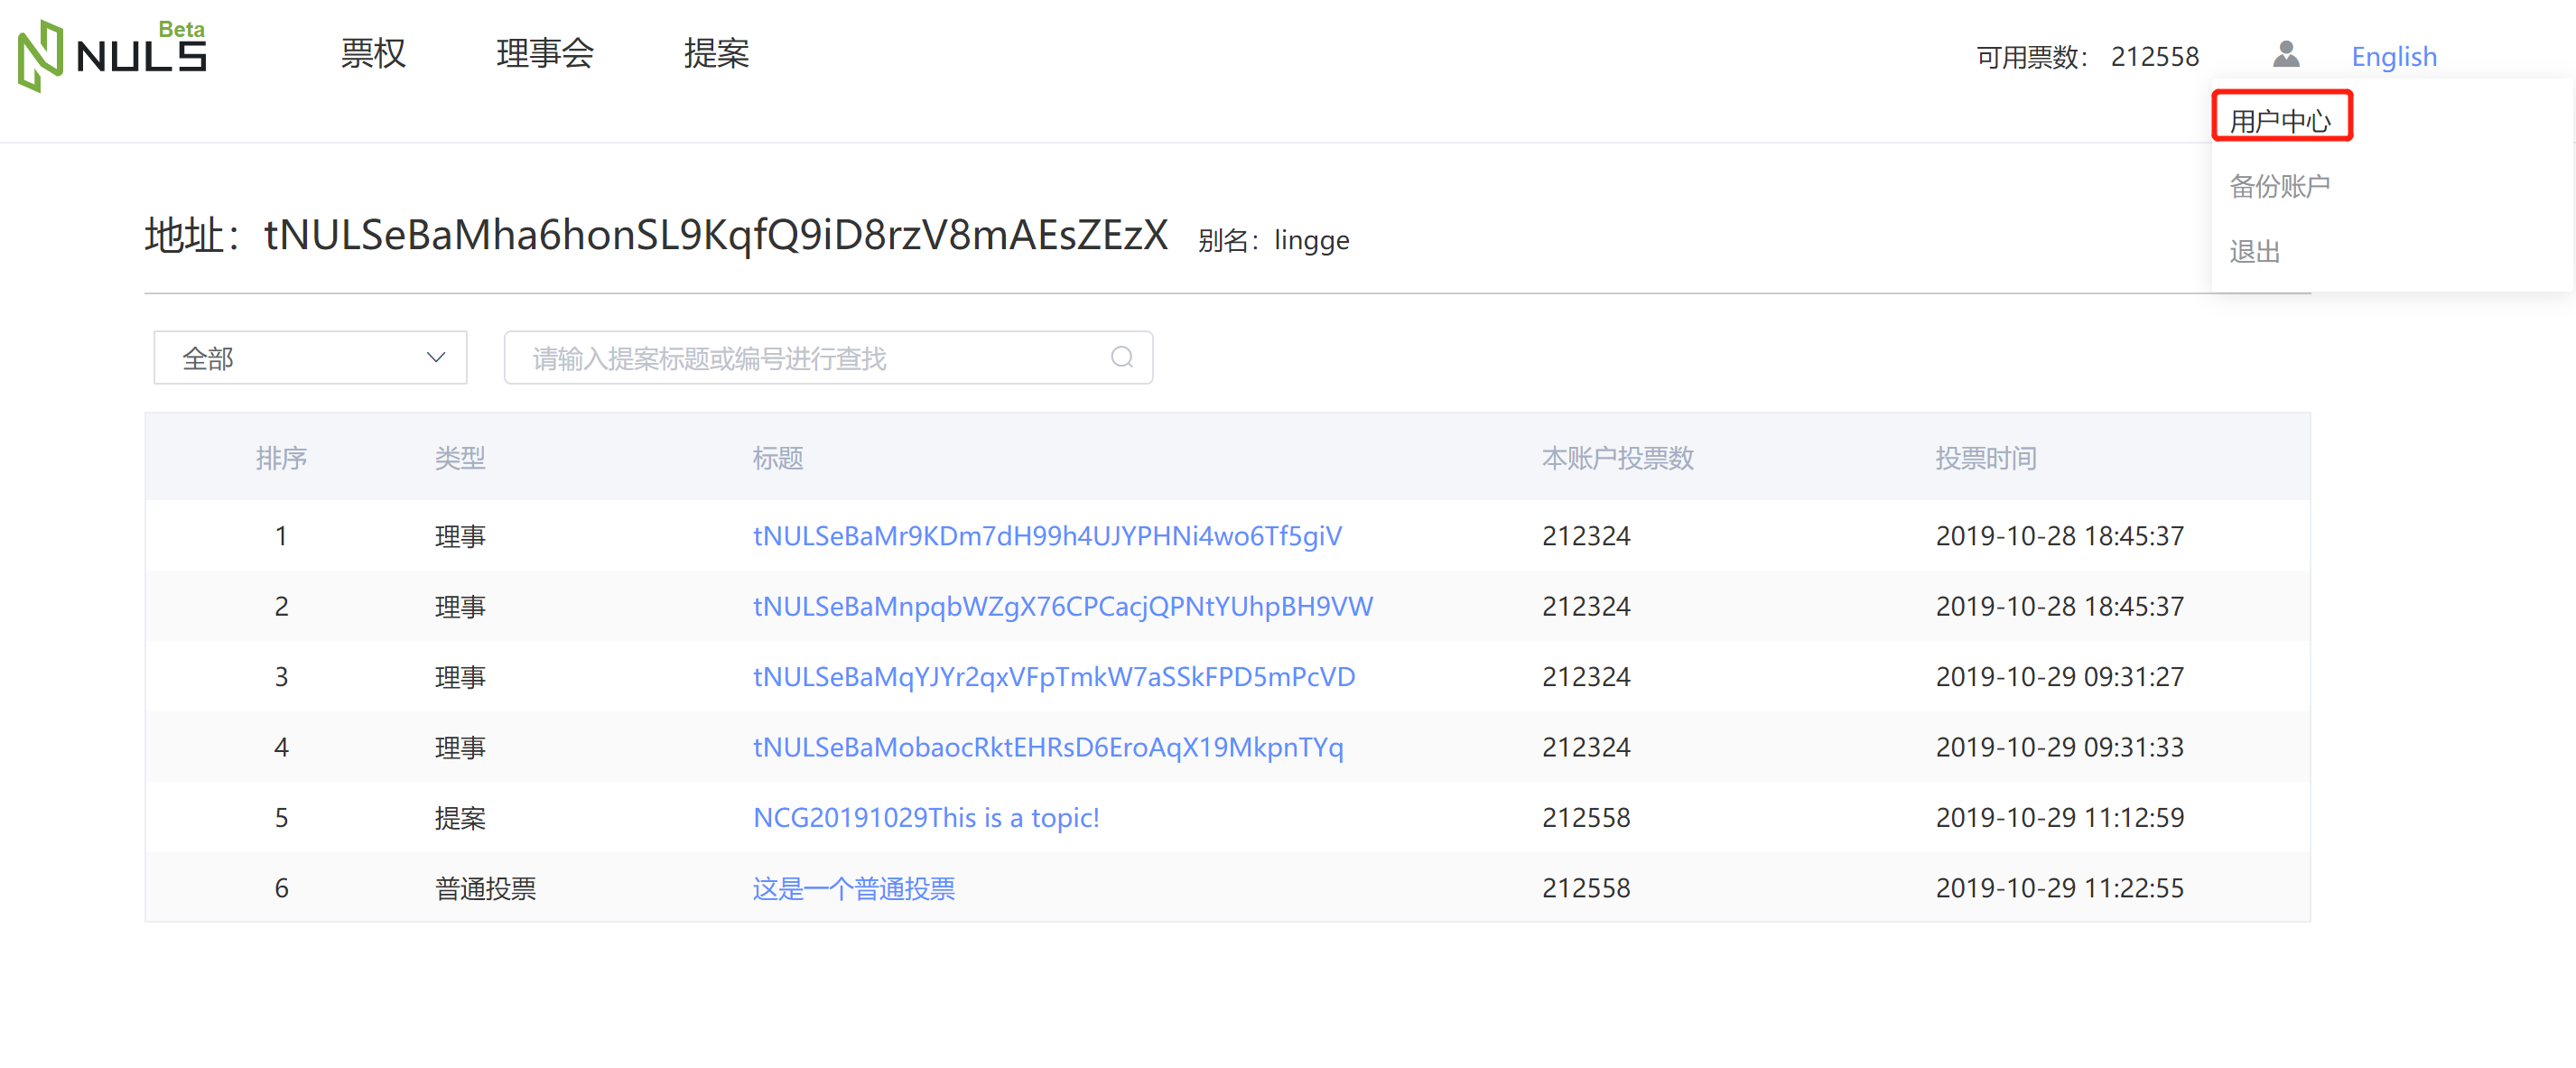 NULS Beta
票权 理事会 提案 可用票数： 212558 English
用户中心
备份账户
退出
地址：tNULSeBaMha6honSL9KqfQ9iD8rzV8mAEsZEzX 别名：lingge
全部 请输入提案标题或编号进行查找
排序 类型 标题 本账户投票数 投票时间
1 理事 tNULSeBaMr9KDm7dH99h4UJYPHNi4wo6Tf5giV 212324 2019-10-28 18:45:37
2 理事 tNULSeBaMnpqbWZgX76CPCacjQPNtYUhpBH9VW 212324 2019-10-28 18:45:37
3 理事 tNULSeBaMqYJYr2qxVFpTmkW7aSSkFPD5mPcVD 212324 2019-10-29 09:31:27
4 理事 tNULSeBaMobaocRktEHRsD6EroAqX19MkpnTYq 212324 2019-10-29 09:31:33
5 提案 NCG20191029This is a topic! 212558 2019-10-29 11:12:59
6 普通投票 这是一个普通投票 212558 2019-10-29 11:22:55